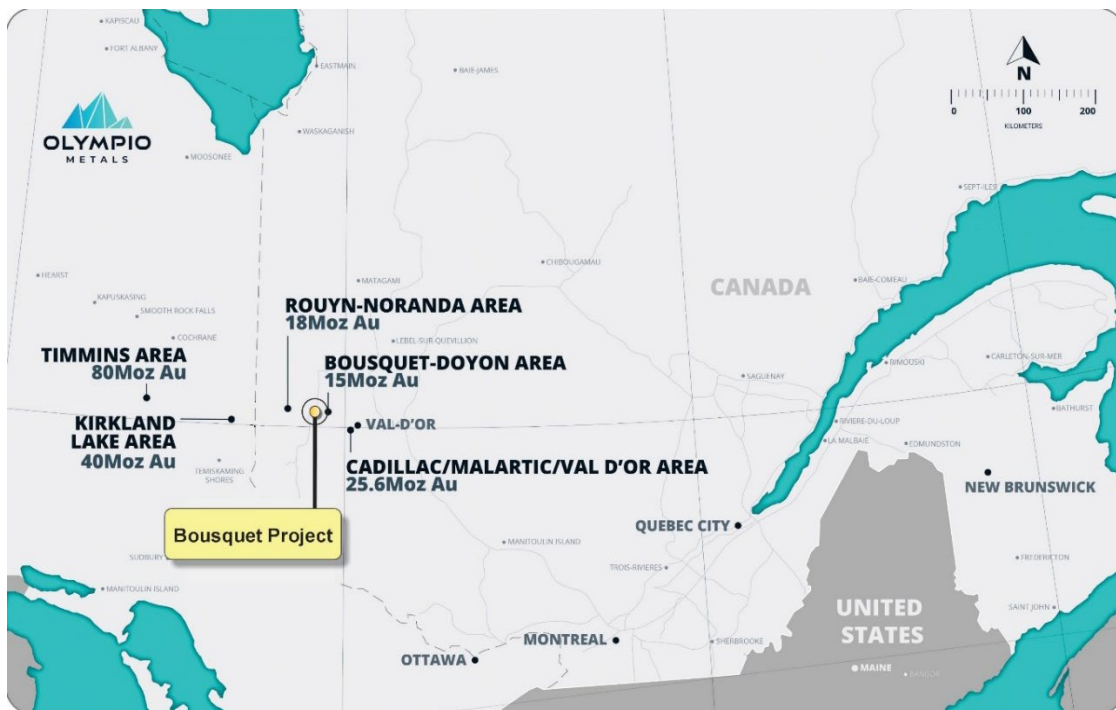 KAPISCAU
FORT ALBANY
EASTMAIN
BAIE-JAMES
N
0 100 200
KILOMETERS
OLYMPIO
METALS
WASKAGANISH
MOOSONEE
SEPT-ILES
HEARST
MATAGAMI
CHIBOUGAMAU
CANADA
BAIE-COMEAU
KAPUSKASING
SMOOTH ROCK FALLS
COCHRANE
ROUYN-NORANDA AREA
18Moz Au
LEBEL-SUR-QUEVILLION
TIMMINS AREA
80Moz Au
BOUSQUET-DOYON AREA
15Moz Au
SAGUENAY
RIMOUSKI
CARLETON-SUR-MER
BATHURST
KIRKLAND
LAKE AREA
40Moz Au
VAL-D'OR
RIVIERE-DU-LOUP
LA MALBAIE
EDMUNDSTON
TEMISKAMING
SHORES
CADILLAC/MALARTIC/VAL D'OR AREA
25.6Moz Au
NEW BRUNSWICK
Bousquet Project
QUEBEC CITY
SUDBURY
MANITOULIN ISLAND
TROIS-RIVIERES
FREDERICTON
MANITOULIN ISLAND
UNITED
STATES
SAINT JOHN
MONTREAL
SHERBROOKE
OTTAWA
MAINE
BANGOR